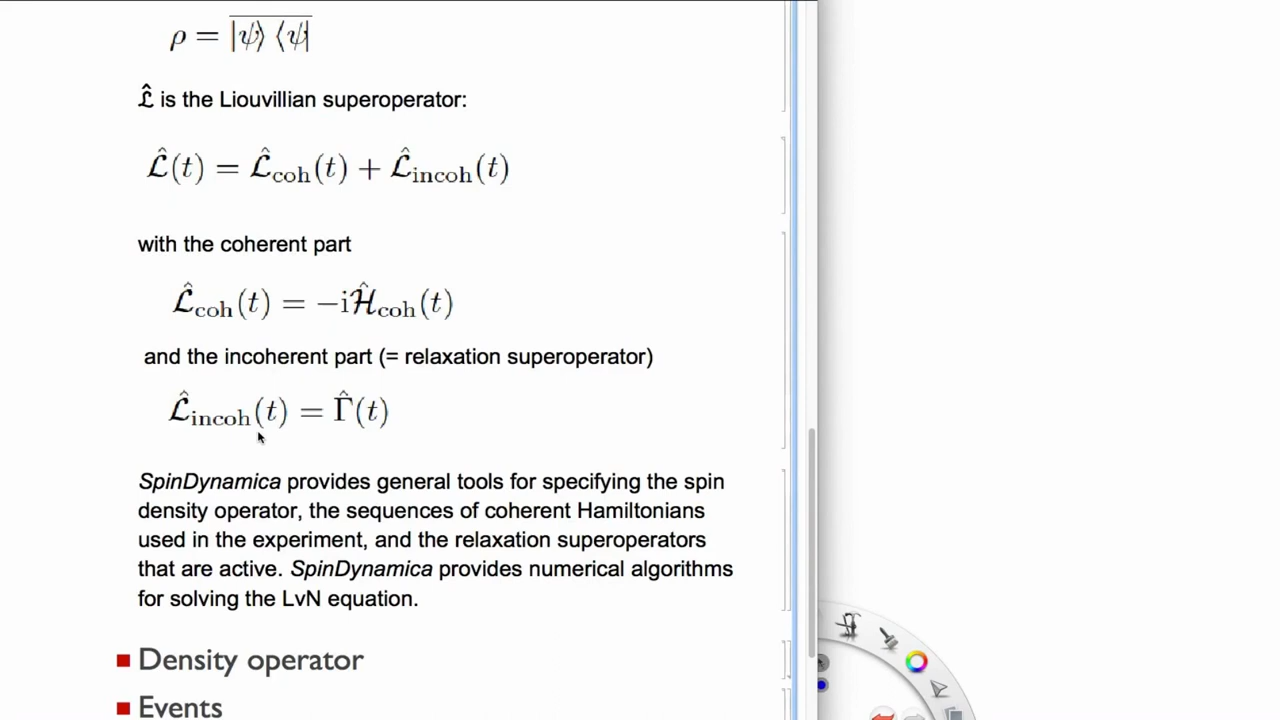 ρ = |ψ⟩ ⟨ψ|
ℒ̂ is the Liouvillian superoperator:
ℒ̂(t) = ℒ̂coh(t) + ℒ̂incoh(t)
with the coherent part
ℒ̂coh(t) = −iℋ̂coh(t)
and the incoherent part (= relaxation superoperator)
ℒ̂incoh(t) = Γ̂(t)
SpinDynamica provides general tools for specifying the spin
density operator, the sequences of coherent Hamiltonians
used in the experiment, and the relaxation superoperators
that are active. SpinDynamica provides numerical algorithms
for solving the LvN equation.
Density operator
Events